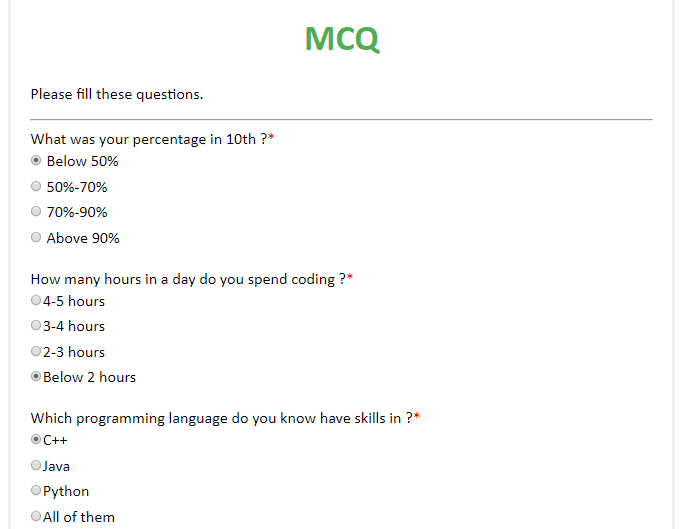 MCQ
Please fill these questions.
What was your percentage in 10th ?*
Below 50%
50%-70%
70%-90%
Above 90%
How many hours in a day do you spend coding ?*
4-5 hours
3-4 hours
2-3 hours
Below 2 hours
Which programming language do you know have skills in ?*
C++
Java
Python
All of them